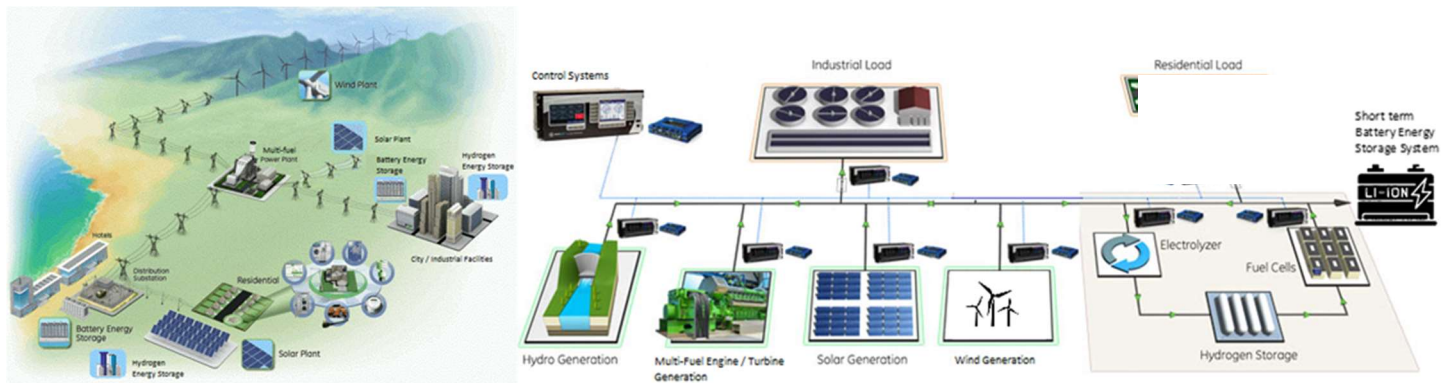 Wind Plant
Solar Plant
Multi-fuel
Power Plant
Battery Energy
Storage
Hydrogen
Energy Storage
City / Industrial Facilities
Hotels
Distribution
Substation
Residential
Battery Energy
Storage
Hydrogen
Energy Storage
Solar Plant
Control Systems
Industrial Load
Residential Load
Short term
Battery Energy
Storage System
LI-ION
Electrolyzer
Fuel Cells
Hydrogen Storage
Hydro Generation
Multi-Fuel Engine / Turbine
Generation
Solar Generation
Wind Generation